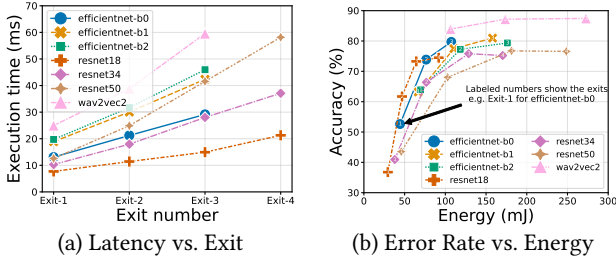 70
60
50
40
30
20
10
0
Execution time (ms)
efficientnet-b0
efficientnet-b1
efficientnet-b2
resnet18
resnet34
resnet50
wav2vec2
Exit-1 Exit-2 Exit-3 Exit-4
Exit number
(a) Latency vs. Exit
90
80
70
60
50
40
30
Accuracy (%)
Labeled numbers show the exits
e.g. Exit-1 for efficientnet-b0
efficientnet-b0
efficientnet-b1
efficientnet-b2
resnet18
resnet34
resnet50
wav2vec2
0 50 100 150 200 250 300
Energy (mJ)
(b) Error Rate vs. Energy